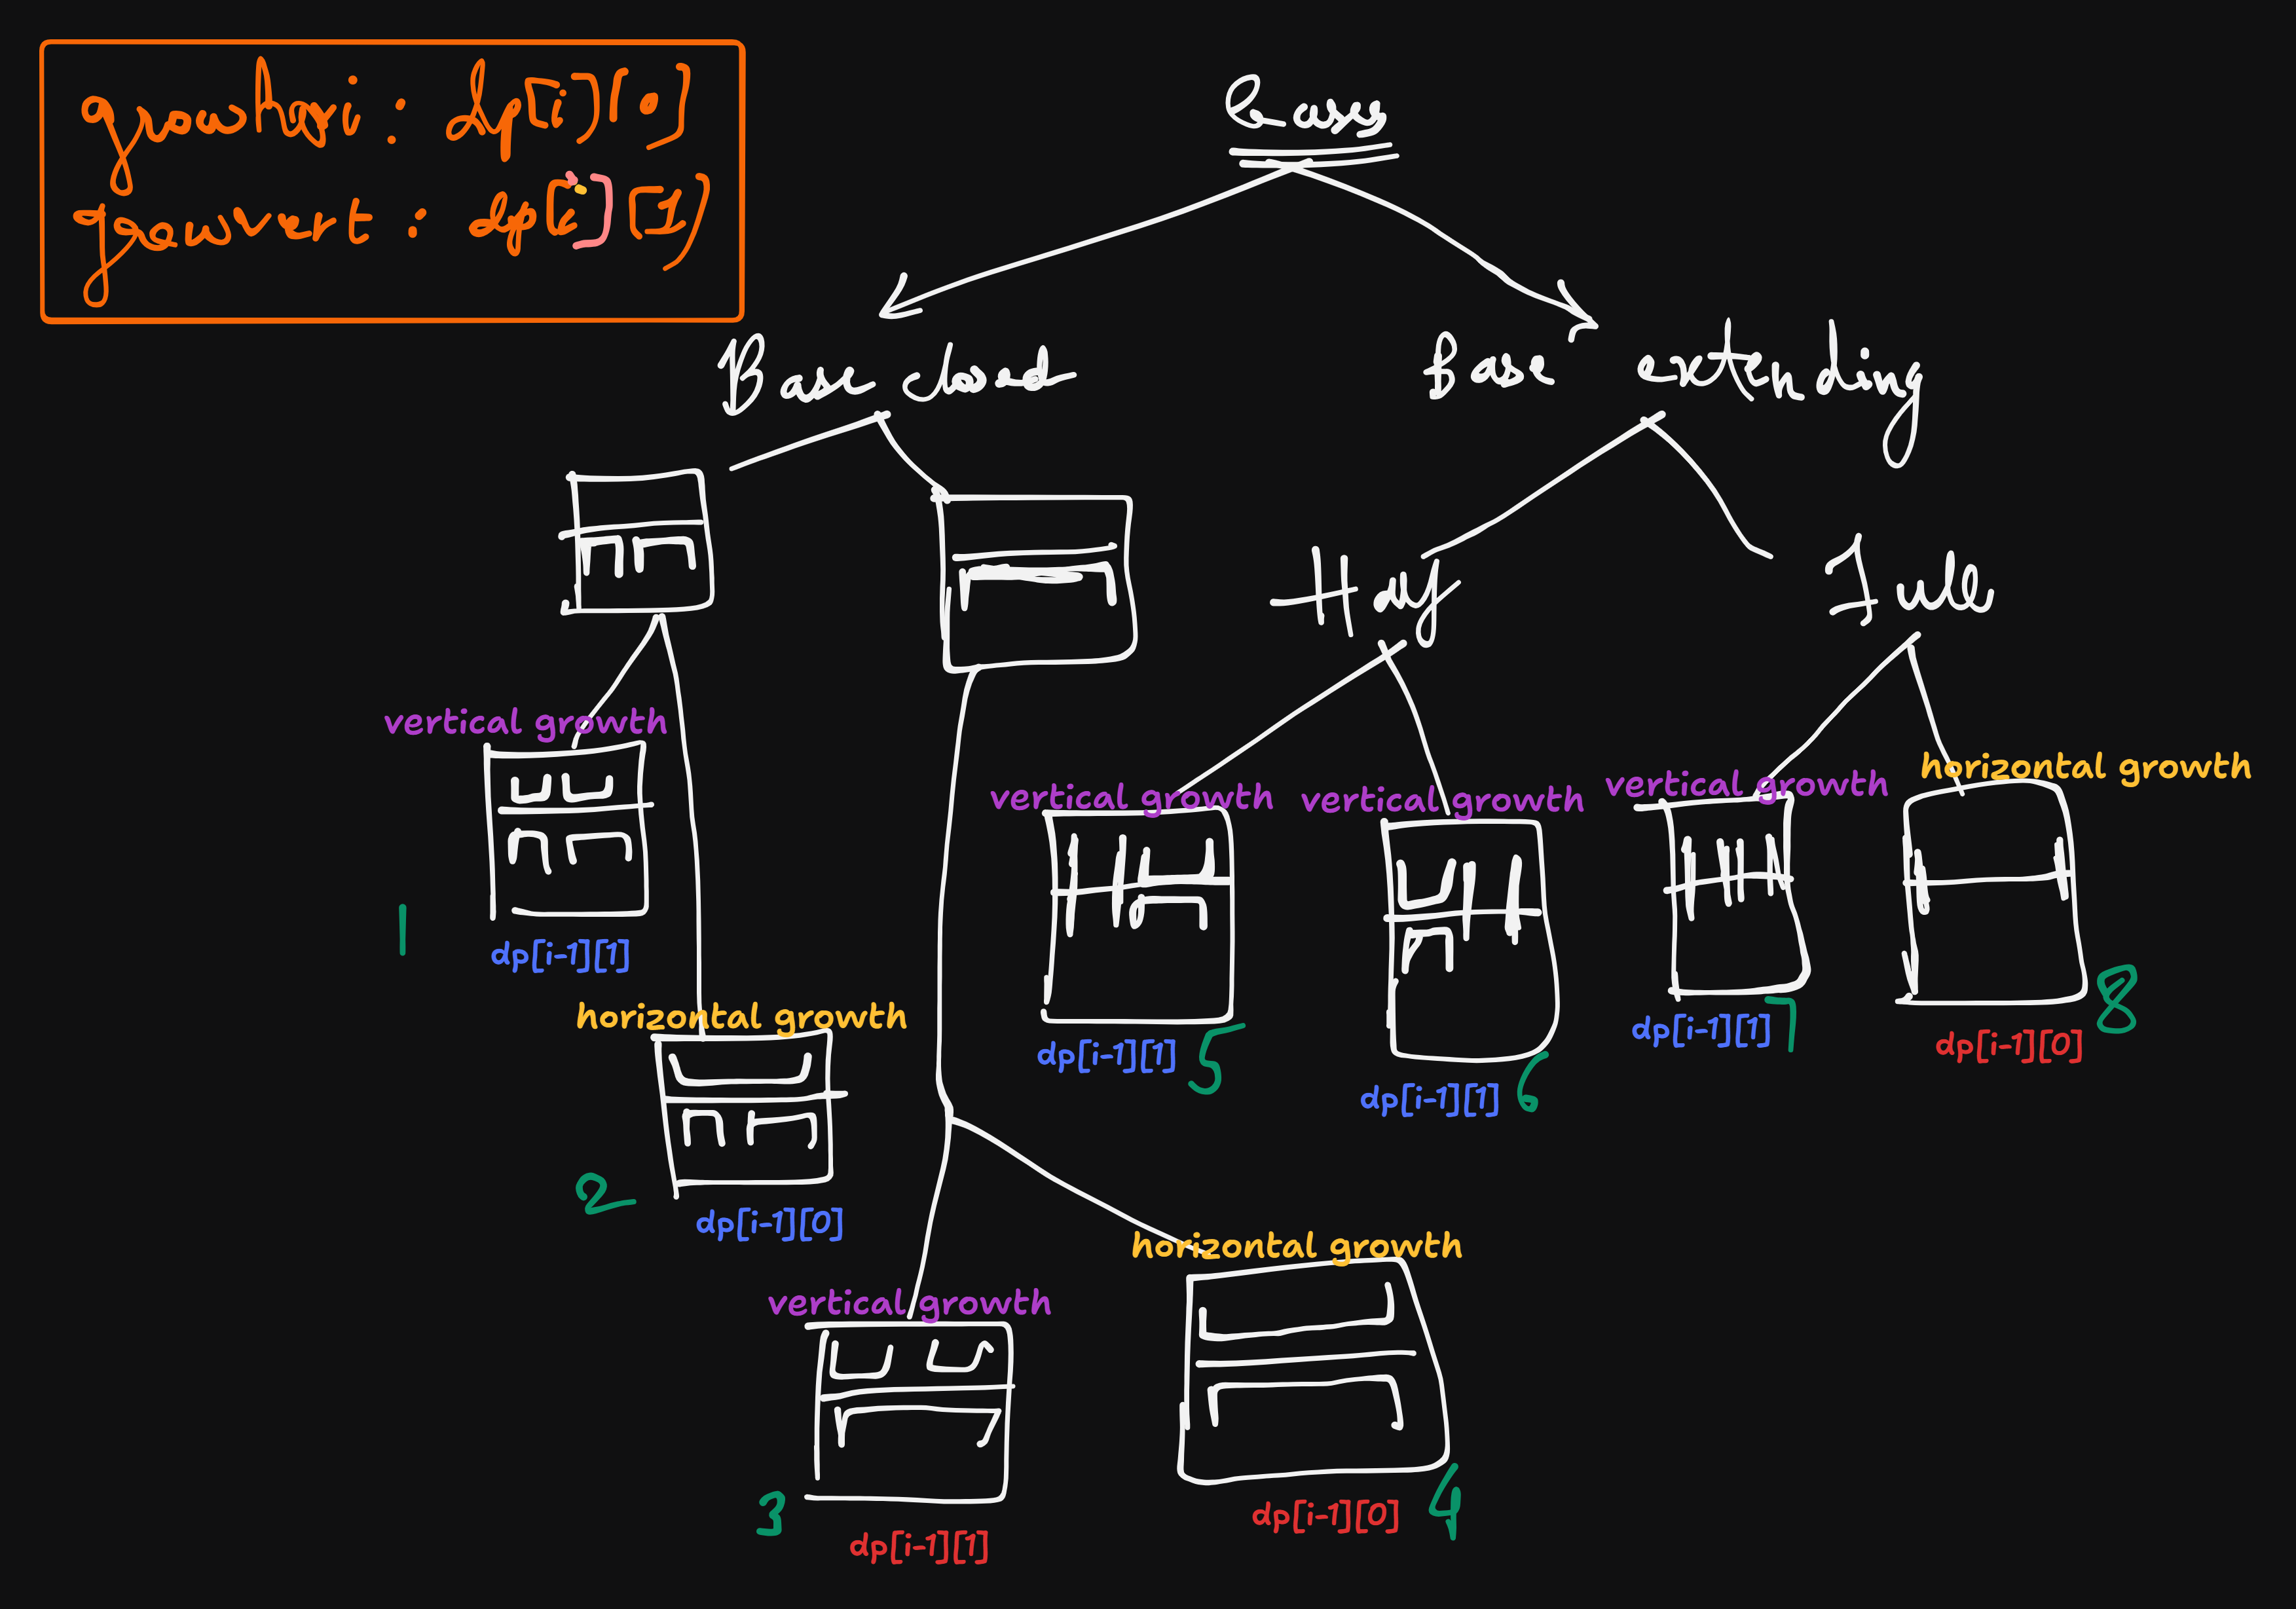 growhori : dp[i][0]
growvert : dp[i][1]
Cases
Base closed
Base extending
Half
Full
vertical growth
dp[i-1][1]
1
horizontal growth
dp[i-1][0]
2
vertical growth
dp[i-1][1]
3
horizontal growth
dp[i-1][0]
4
vertical growth
dp[i-1][1]
5
vertical growth
dp[i-1][1]
6
vertical growth
dp[i-1][1]
7
horizontal growth
dp[i-1][0]
8